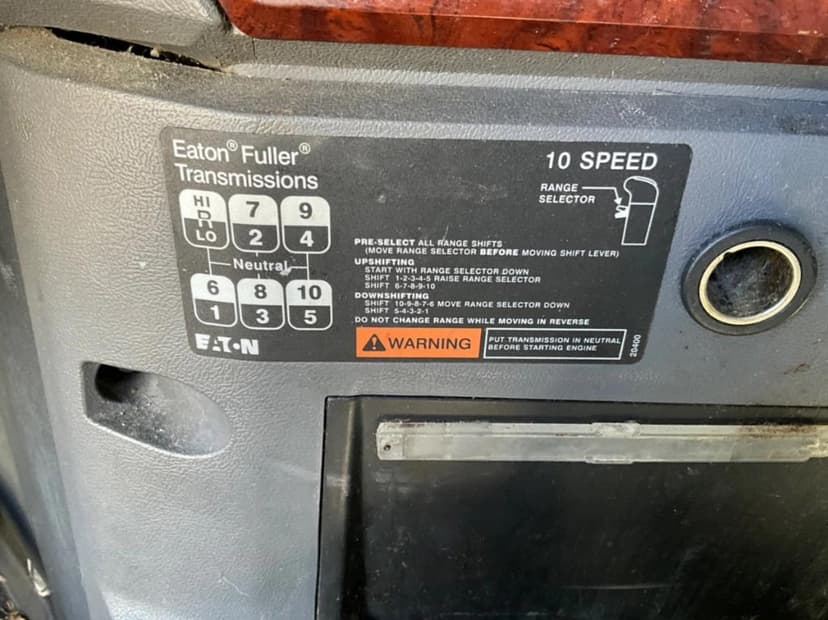 Eaton® Fuller®
Transmissions
10 SPEED
RANGE
SELECTOR
HI 7 9
R
LO 2 4
Neutral
6 8 10
1 3 5
PRE-SELECT ALL RANGE SHIFTS
(MOVE RANGE SELECTOR BEFORE MOVING SHIFT LEVER)
UPSHIFTING
START WITH RANGE SELECTOR DOWN
SHIFT 1-2-3-4-5 RAISE RANGE SELECTOR
SHIFT 6-7-8-9-10
DOWNSHIFTING
SHIFT 10-9-8-7-6 MOVE RANGE SELECTOR DOWN
SHIFT 5-4-3-2-1
DO NOT CHANGE RANGE WHILE MOVING IN REVERSE
EATON
WARNING
PUT TRANSMISSION IN NEUTRAL
BEFORE STARTING ENGINE
20400